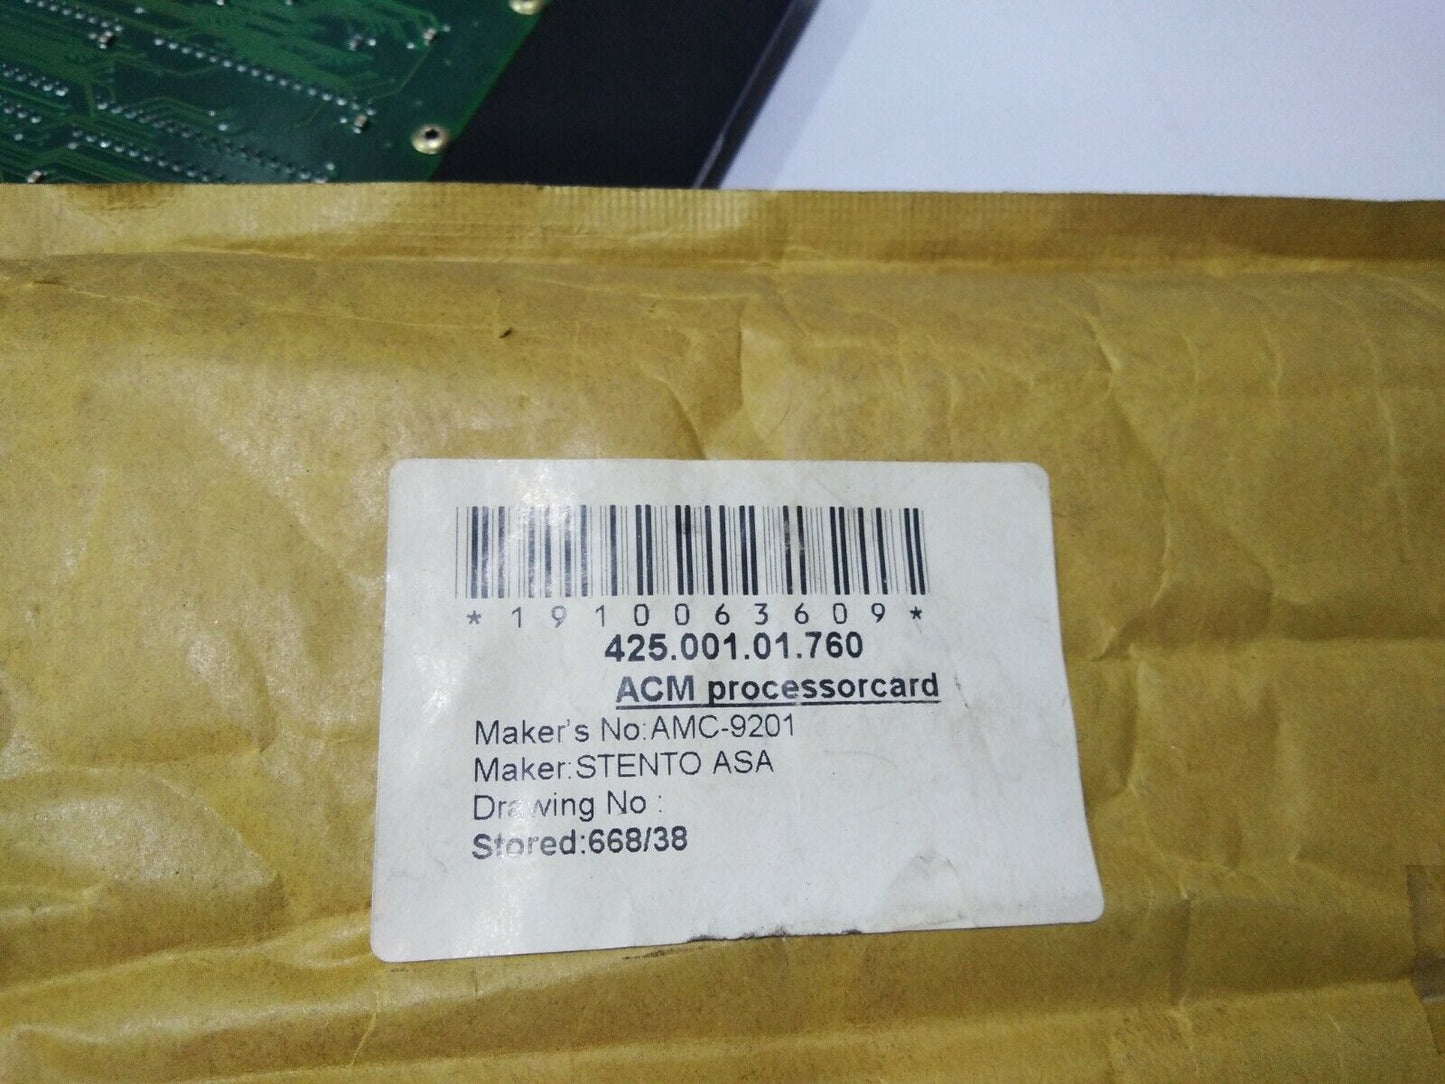 *1910063609*
425.001.01.760
ACM processorcard
Maker's No:AMC-9201
Maker:STENTO ASA
Drawing No :
Stored:668/38